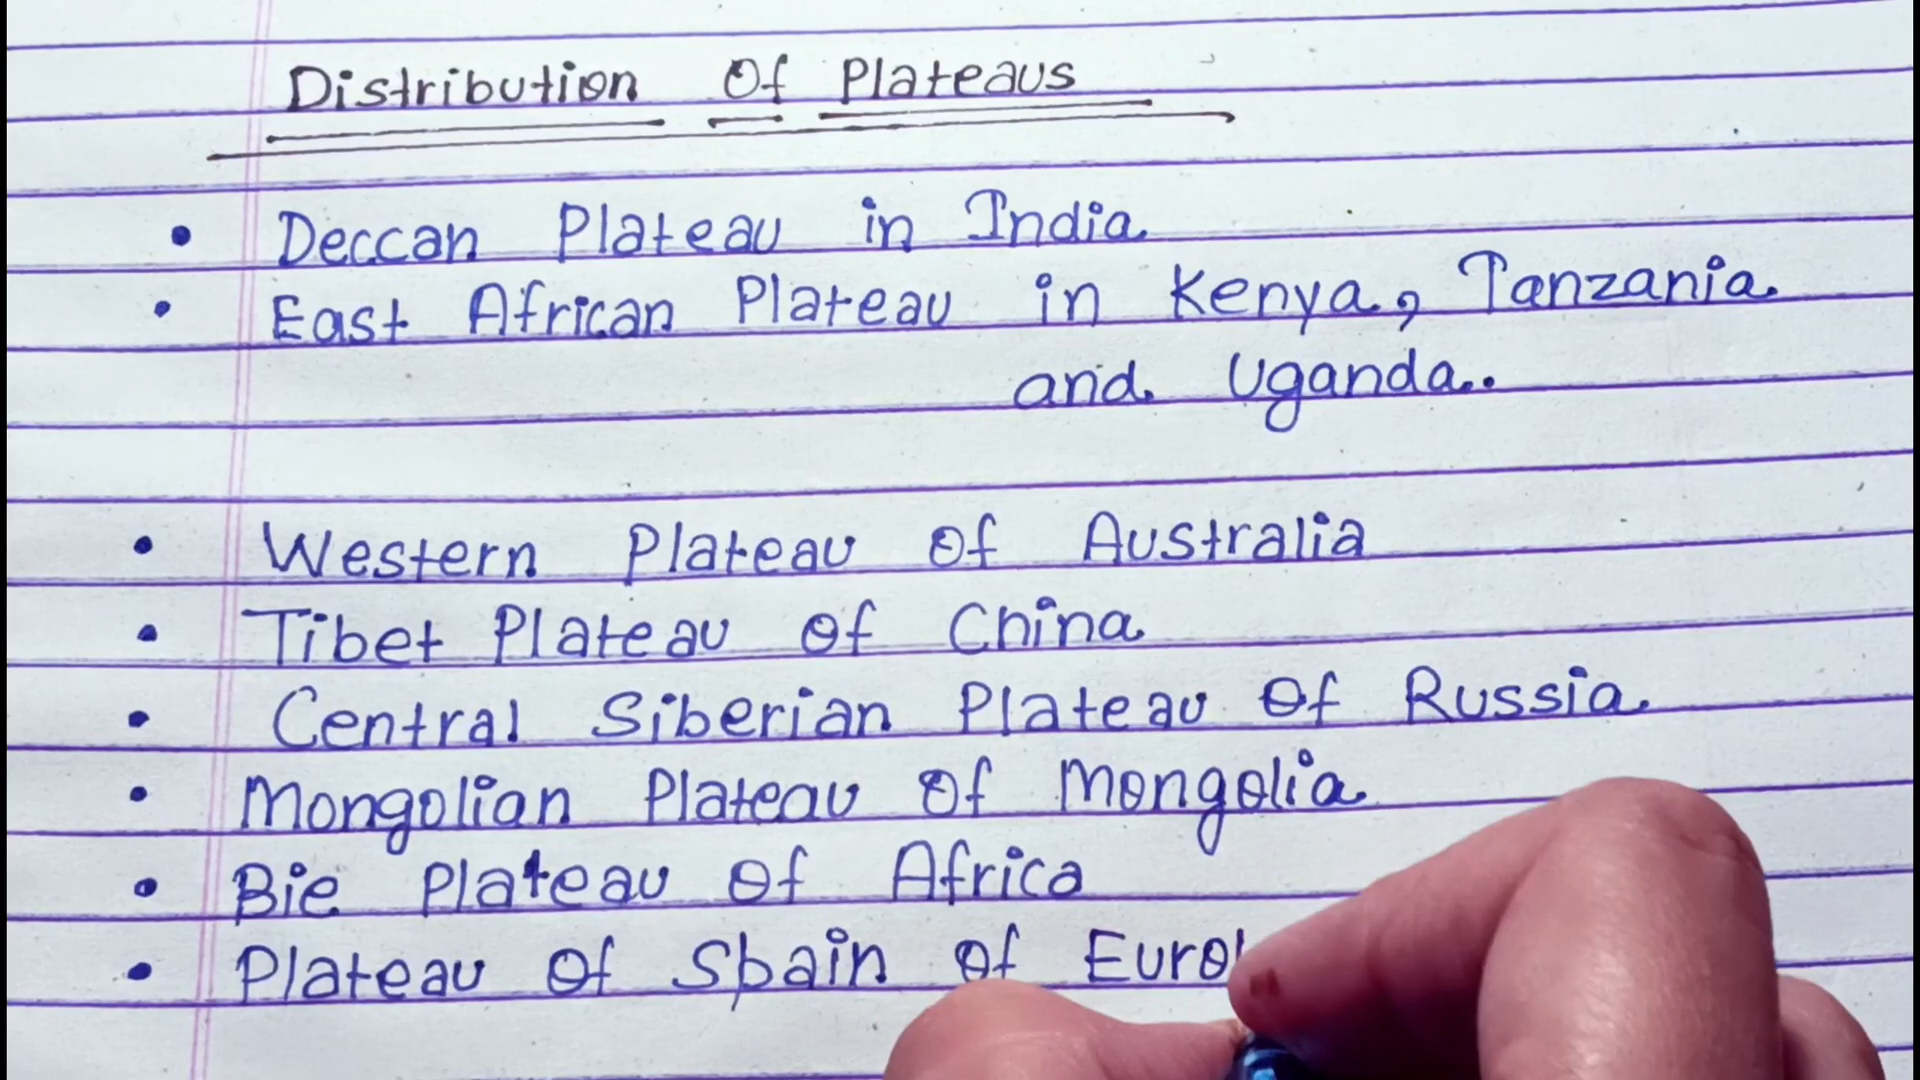 Distribution Of Plateaus
• Deccan Plateau in India
• East African Plateau in Kenya, Tanzania
and Uganda..
• Western Plateau of Australia
• Tibet Plateau of China
• Central Siberian Plateau of Russia
• Mongolian Plateau of Mongolia
• Bie Plateau of Africa
• Plateau of Spain of